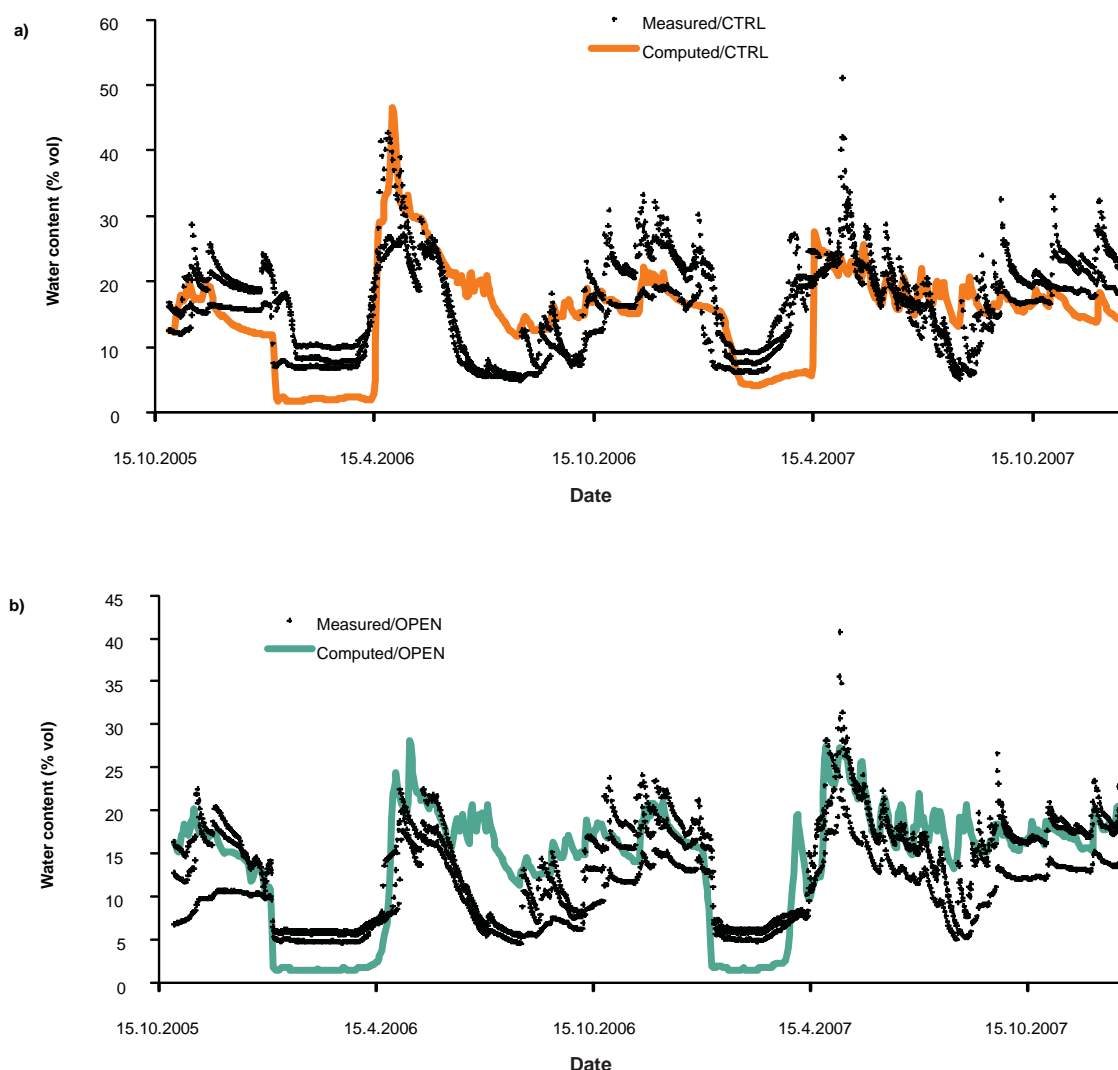 a)
Measured/CTRL
Computed/CTRL
Water content (% vol)
60
50
40
30
20
10
0
15.10.2005
15.4.2006
15.10.2006
15.4.2007
15.10.2007
Date
b)
Measured/OPEN
Computed/OPEN
Water content (% vol)
45
40
35
30
25
20
15
10
5
0
15.10.2005
15.4.2006
15.10.2006
15.4.2007
15.10.2007
Date